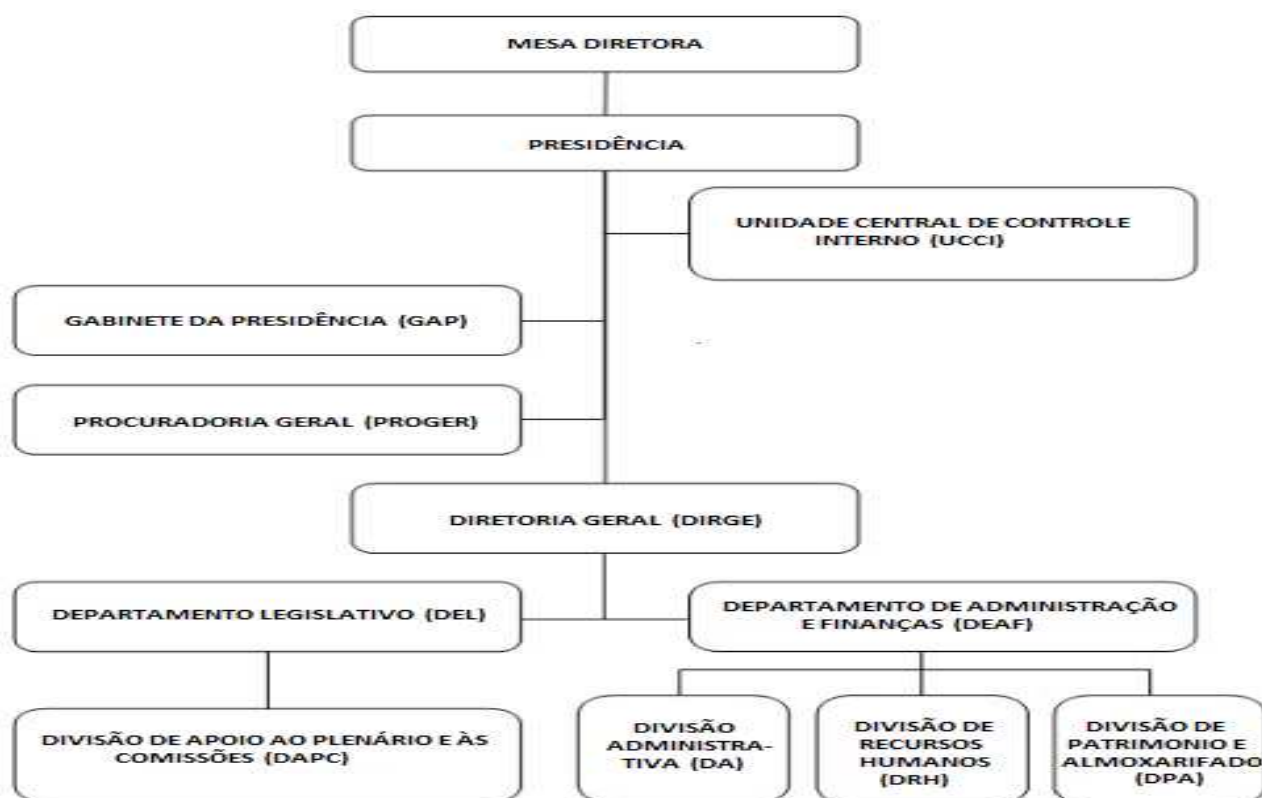 MESA DIRETORA
PRESIDÊNCIA
UNIDADE CENTRAL DE CONTROLE
INTERNO (UCCI)
GABINETE DA PRESIDÊNCIA (GAP)
PROCURADORIA GERAL (PROGER)
DIRETORIA GERAL (DIRGE)
DEPARTAMENTO LEGISLATIVO (DEL)
DEPARTAMENTO DE ADMINISTRAÇÃO
E FINANÇAS (DEAF)
DIVISÃO DE APOIO AO PLENÁRIO E ÀS
COMISSÕES (DAPC)
DIVISÃO
ADMINISTRA-
TIVA (DA)
DIVISÃO DE
RECURSOS
HUMANOS
(DRH)
DIVISÃO DE
PATRIMONIO E
ALMOXARIFADO
(DPA)